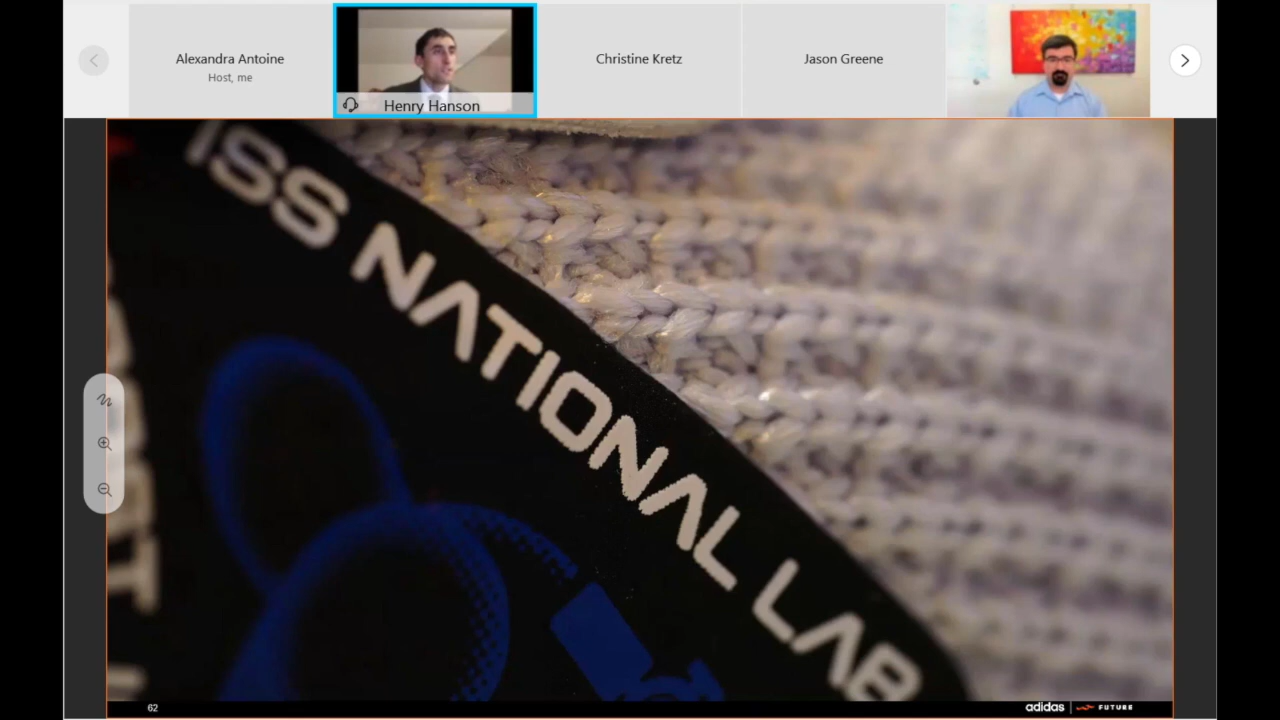 Alexandra Antoine
Host, me
Henry Hanson
Christine Kretz
Jason Greene
ISS NATIONAL LAB
62
adidas
FUTURE